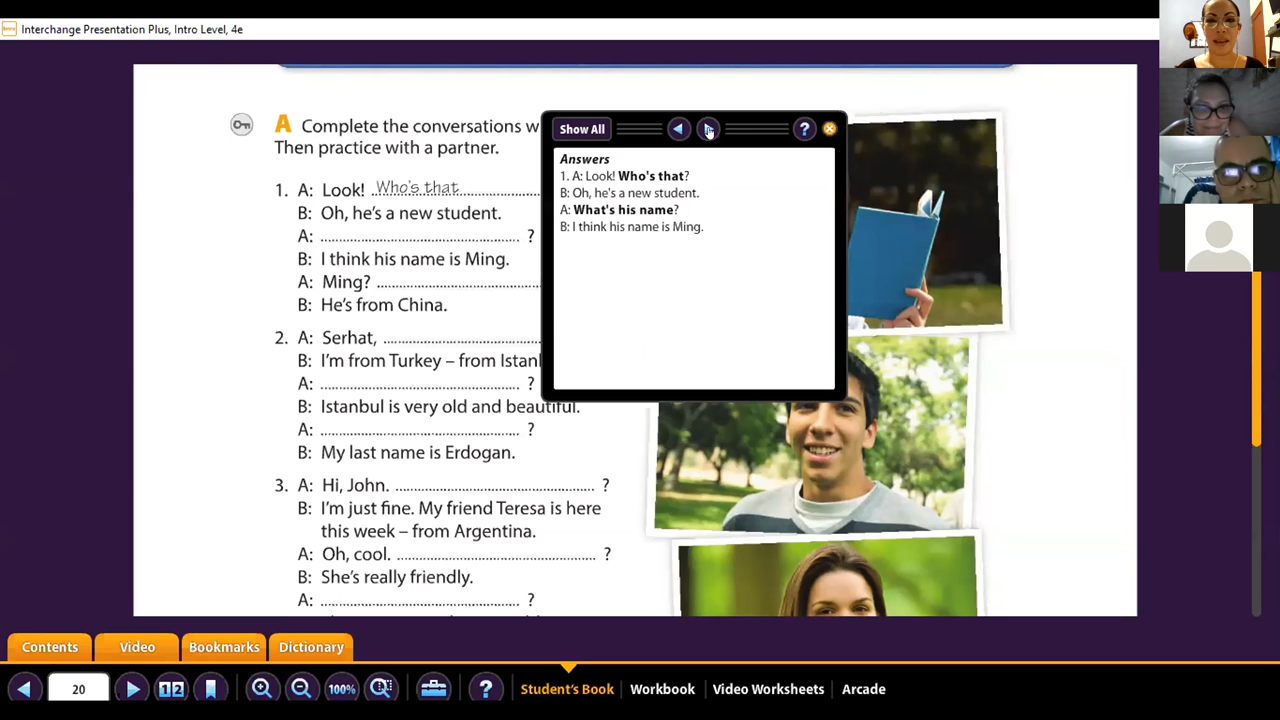 Interchange Presentation Plus, Intro Level, 4e
A Complete the conversations w
Then practice with a partner.
1. A: Look! Who's that
B: Oh, he's a new student.
A: ?
B: I think his name is Ming.
A: Ming?
B: He's from China.
2. A: Serhat,
B: I'm from Turkey – from Istanb
A: ?
B: Istanbul is very old and beautiful.
A: ?
B: My last name is Erdogan.
3. A: Hi, John. ?
B: I'm just fine. My friend Teresa is here
this week – from Argentina.
A: Oh, cool. ?
B: She's really friendly.
A: ?
Show All ?
Answers
1. A: Look! Who's that?
B: Oh, he's a new student.
A: What's his name?
B: I think his name is Ming.
Contents Video Bookmarks Dictionary
20 12 100% ? Student's Book Workbook Video Worksheets Arcade